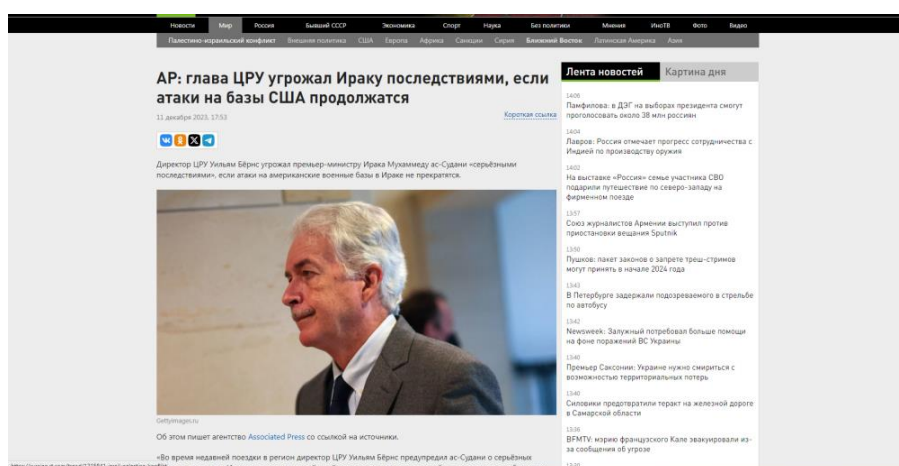 Новости Мир Россия Бывший СССР Экономика Спорт Наука Без политики Мнения ИноТВ Фото Видео
Палестино-израильский конфликт Внешняя политика США Европа Африка Санкции Сирия Ближний Восток Латинская Америка Азия
АР: глава ЦРУ угрожал Ираку последствиями, если
атаки на базы США продолжатся
11 декабря 2023, 17:53
Короткая ссылка
Директор ЦРУ Уильям Бёрнс угрожал премьер-министру Ирака Мухаммеду ас-Судани «серьёзными
последствиями», если атаки на американские военные базы в Ираке не прекратятся.
Gettyimages.ru
Об этом пишет агентство Associated Press со ссылкой на источники.
«Во время недавней поездки в регион директор ЦРУ Уильям Бёрнс предупредил ас-Судани о серьёзных
Лента новостей Картина дня
14:05
Памфилова: в ДЭГ на выборах президента смогут
проголосовать около 38 млн россиян
14:04
Лавров: Россия отмечает прогресс сотрудничества с
Индией по производству оружия
14:02
На выставке «Россия» семье участника СВО
подарили путешествие по северо-западу на
фирменном поезде
13:57
Союз журналистов Армении выступил против
приостановки вещания Sputnik
13:50
Пушков: пакет законов о запрете треш-стримов
могут принять в начале 2024 года
13:43
В Петербурге задержали подозреваемого в стрельбе
по автобусу
13:42
Newsweek: Залужный потребовал больше помощи
на фоне поражений ВС Украины
13:40
Премьер Саксонии: Украине нужно смириться с
возможностью территориальных потерь
13:40
Силовики предотвратили теракт на железной дороге
в Самарской области
13:36
BFMTV: мэрию французского Кале эвакуировали из-
за сообщения об угрозе
13:30